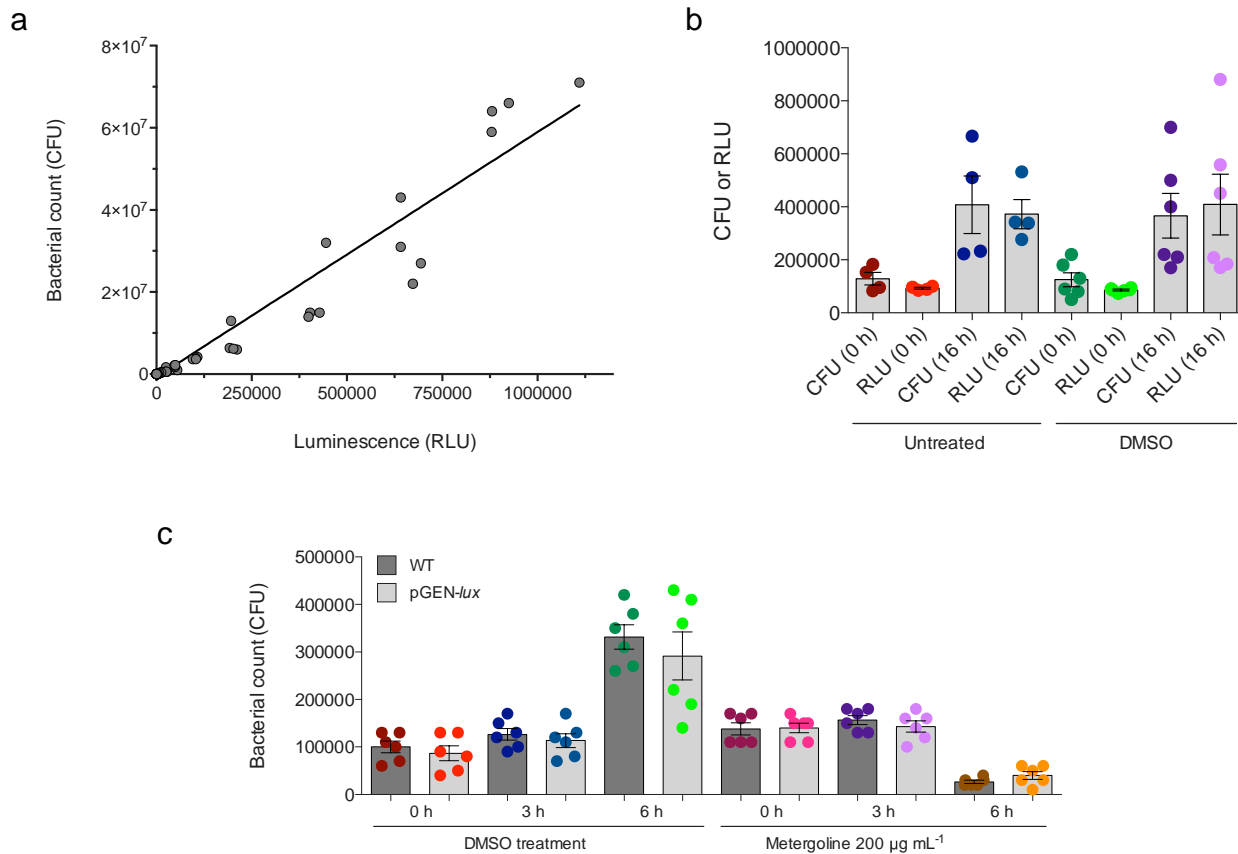 a
8×10⁷
6×10⁷
4×10⁷
2×10⁷
0
Bacterial count (CFU)
0 250000 500000 750000 1000000
Luminescence (RLU)
b
1000000
800000
600000
400000
200000
0
CFU or RLU
CFU (0 h) RLU (0 h) CFU (16 h) RLU (16 h) CFU (0 h) RLU (0 h) CFU (16 h) RLU (16 h)
Untreated DMSO
c
500000
400000
300000
200000
100000
0
Bacterial count (CFU)
WT
pGEN-lux
0 h 3 h 6 h 0 h 3 h 6 h
DMSO treatment Metergoline 200 µg mL⁻¹